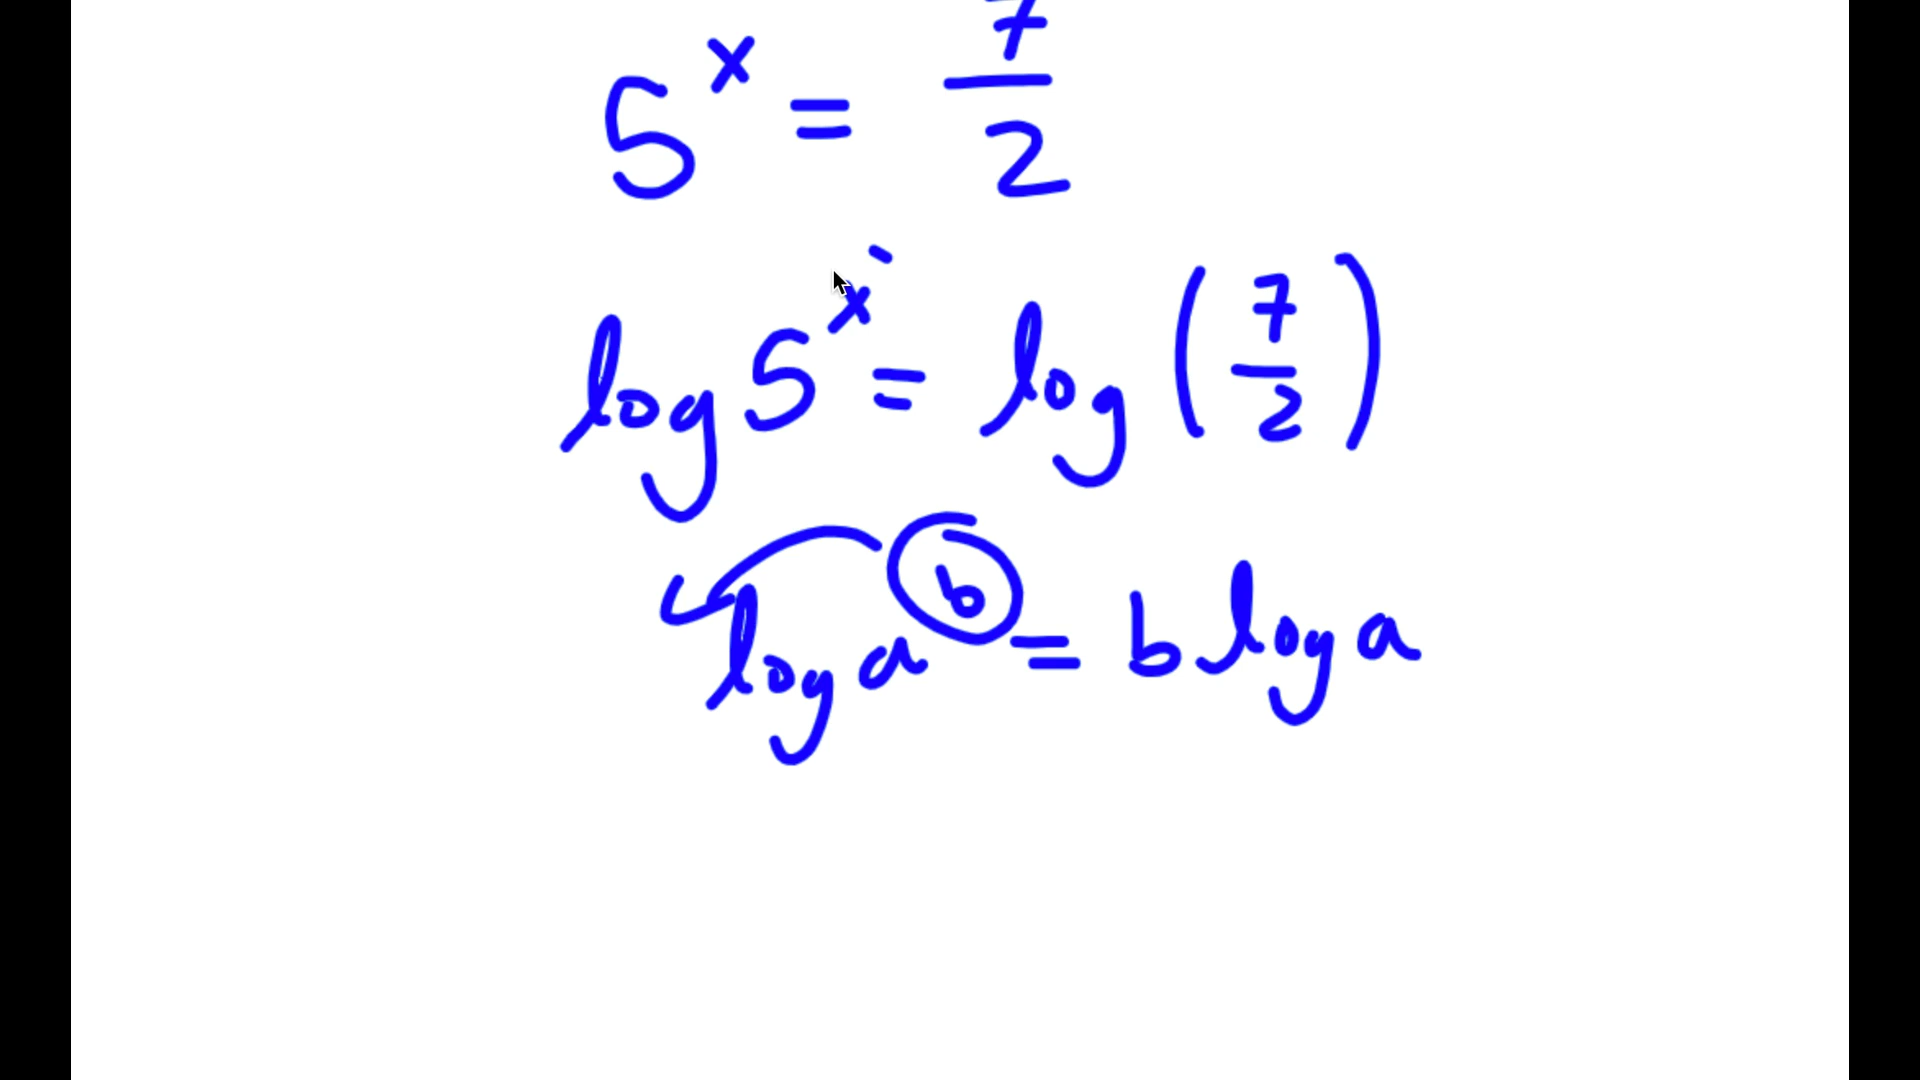 5^x = 7/2
log 5^x = log (7/2)
log a^b = b log a